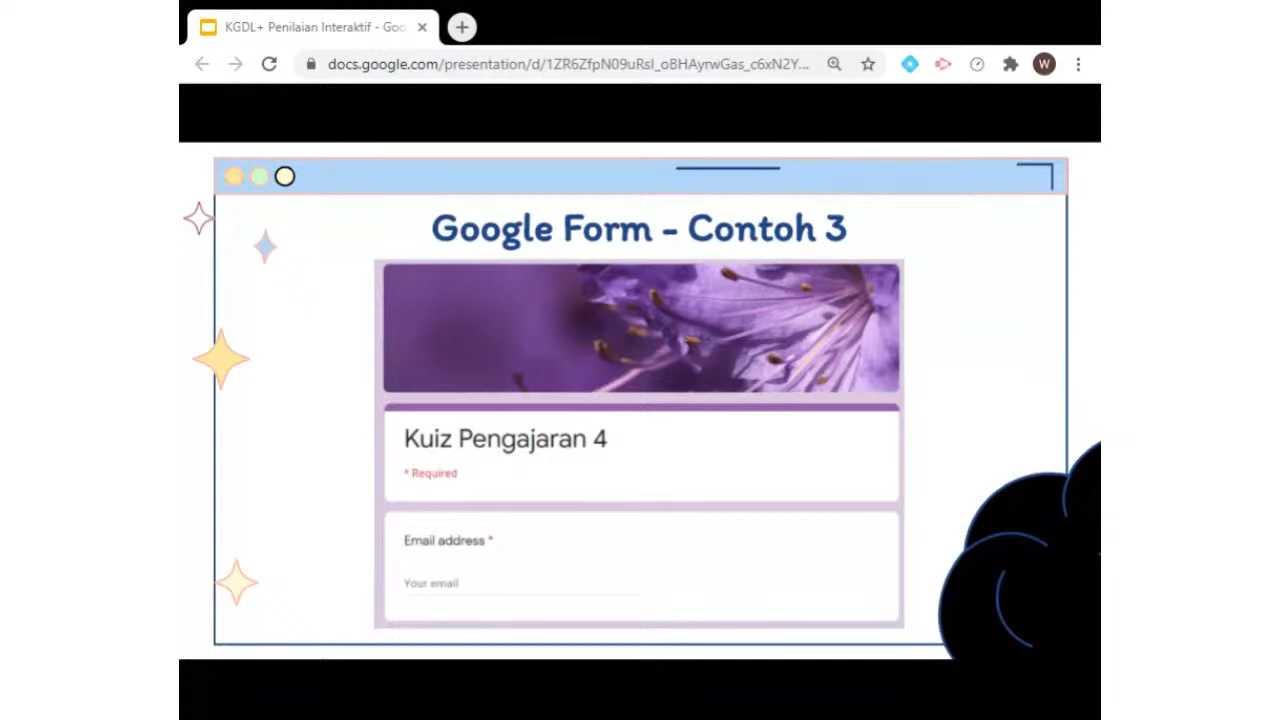 KGDL+ Penilaian Interaktif - Goo
docs.google.com/presentation/d/1ZR6ZfpN09uRsI_oBHAyrwGas_c6xN2Y...
W
Google Form - Contoh 3
Kuiz Pengajaran 4
* Required
Email address *
Your email